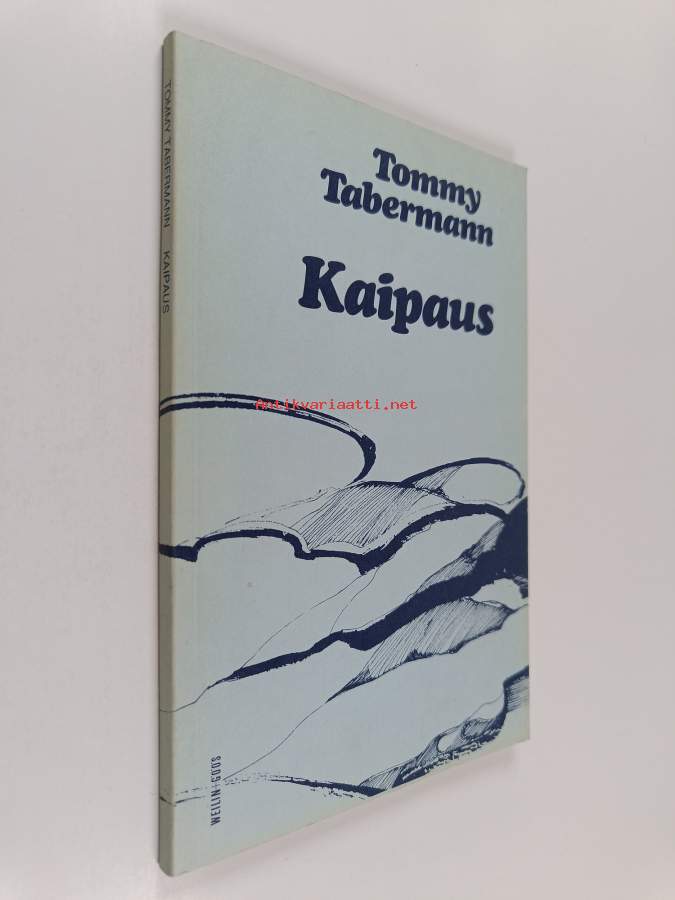 Tommy
Tabermann
Kaipaus
TOMMY TABERMANN KAIPAUS
Antikvariaatti.net
WEILIN+GÖÖS